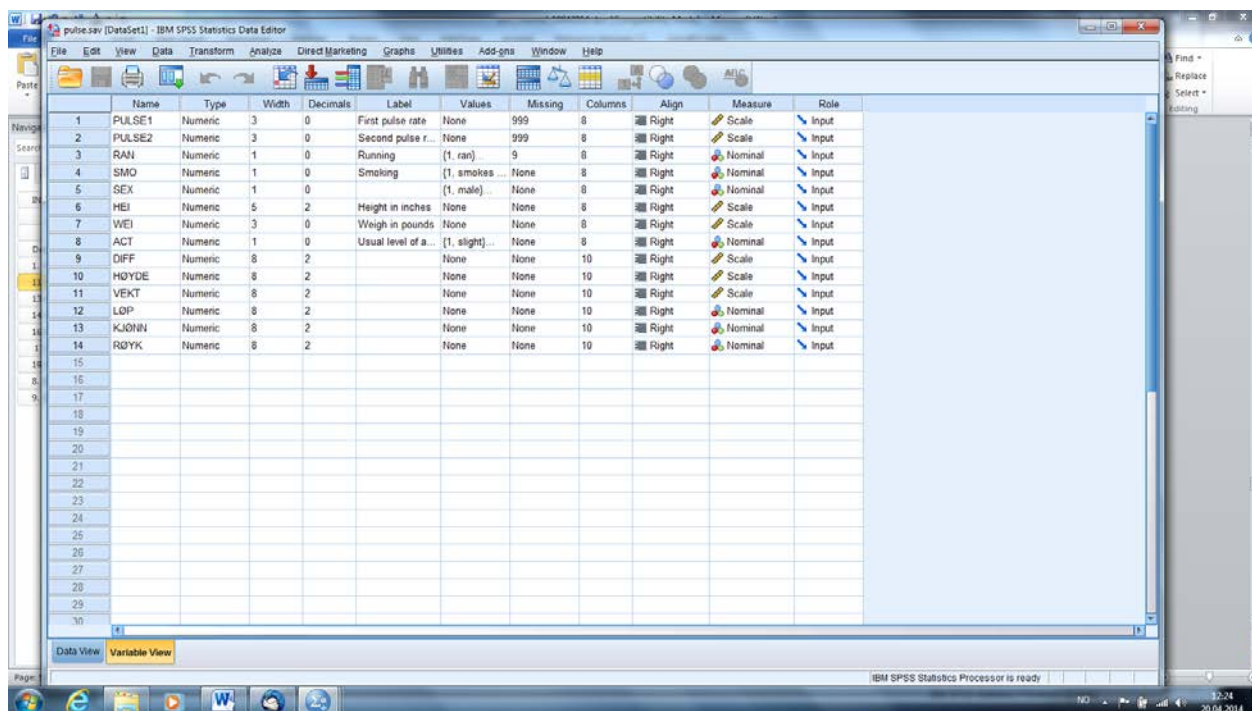 pulse.sav [DataSet1] - IBM SPSS Statistics Data Editor
File Edit View Data Transform Analyze Direct Marketing Graphs Utilities Add-ons Window Help
File
Paste
Find
Replace
Select
Editing
Name Type Width Decimals Label Values Missing Columns Align Measure Role
1 PULSE1 Numeric 3 0 First pulse rate None 999 8 Right Scale Input
2 PULSE2 Numeric 3 0 Second pulse r... None 999 8 Right Scale Input
3 RAN Numeric 1 0 Running {1, ran}... 9 8 Right Nominal Input
4 SMO Numeric 1 0 Smoking {1, smokes ... None 8 Right Nominal Input
5 SEX Numeric 1 0 {1, male}... None 8 Right Nominal Input
6 HEI Numeric 5 2 Height in inches None None 8 Right Scale Input
7 WEI Numeric 3 0 Weigh in pounds None None 8 Right Scale Input
8 ACT Numeric 1 0 Usual level of a... {1, slight}... None 8 Right Nominal Input
9 DIFF Numeric 8 2 None None 10 Right Scale Input
10 HØYDE Numeric 8 2 None None 10 Right Scale Input
11 VEKT Numeric 8 2 None None 10 Right Scale Input
12 LØP Numeric 8 2 None None 10 Right Nominal Input
13 KJØNN Numeric 8 2 None None 10 Right Nominal Input
14 RØYK Numeric 8 2 None None 10 Right Nominal Input
15
16
17
18
19
20
21
22
23
24
25
26
27
28
29
30
Data View Variable View
IBM SPSS Statistics Processor is ready
NO 12:24
20.04.2014